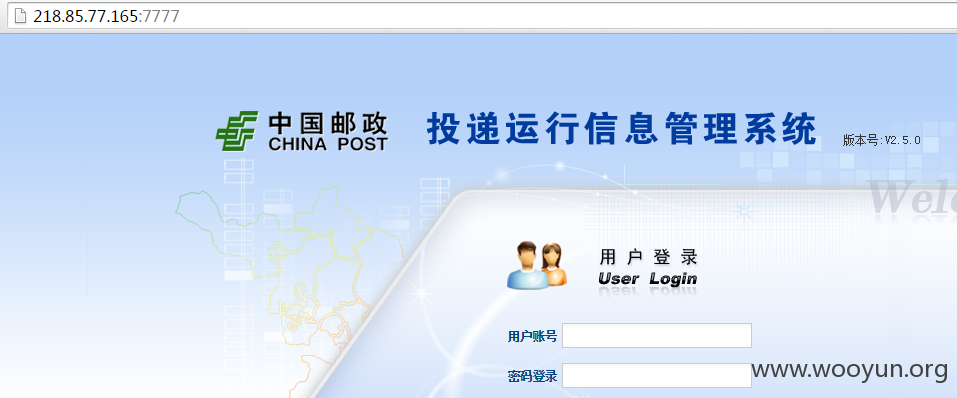 218.85.77.165:7777
中国邮政
CHINA POST
投递运行信息管理系统
版本号:V2.5.0
用户登录
User Login
用户账号
密码登录
www.wooyun.org